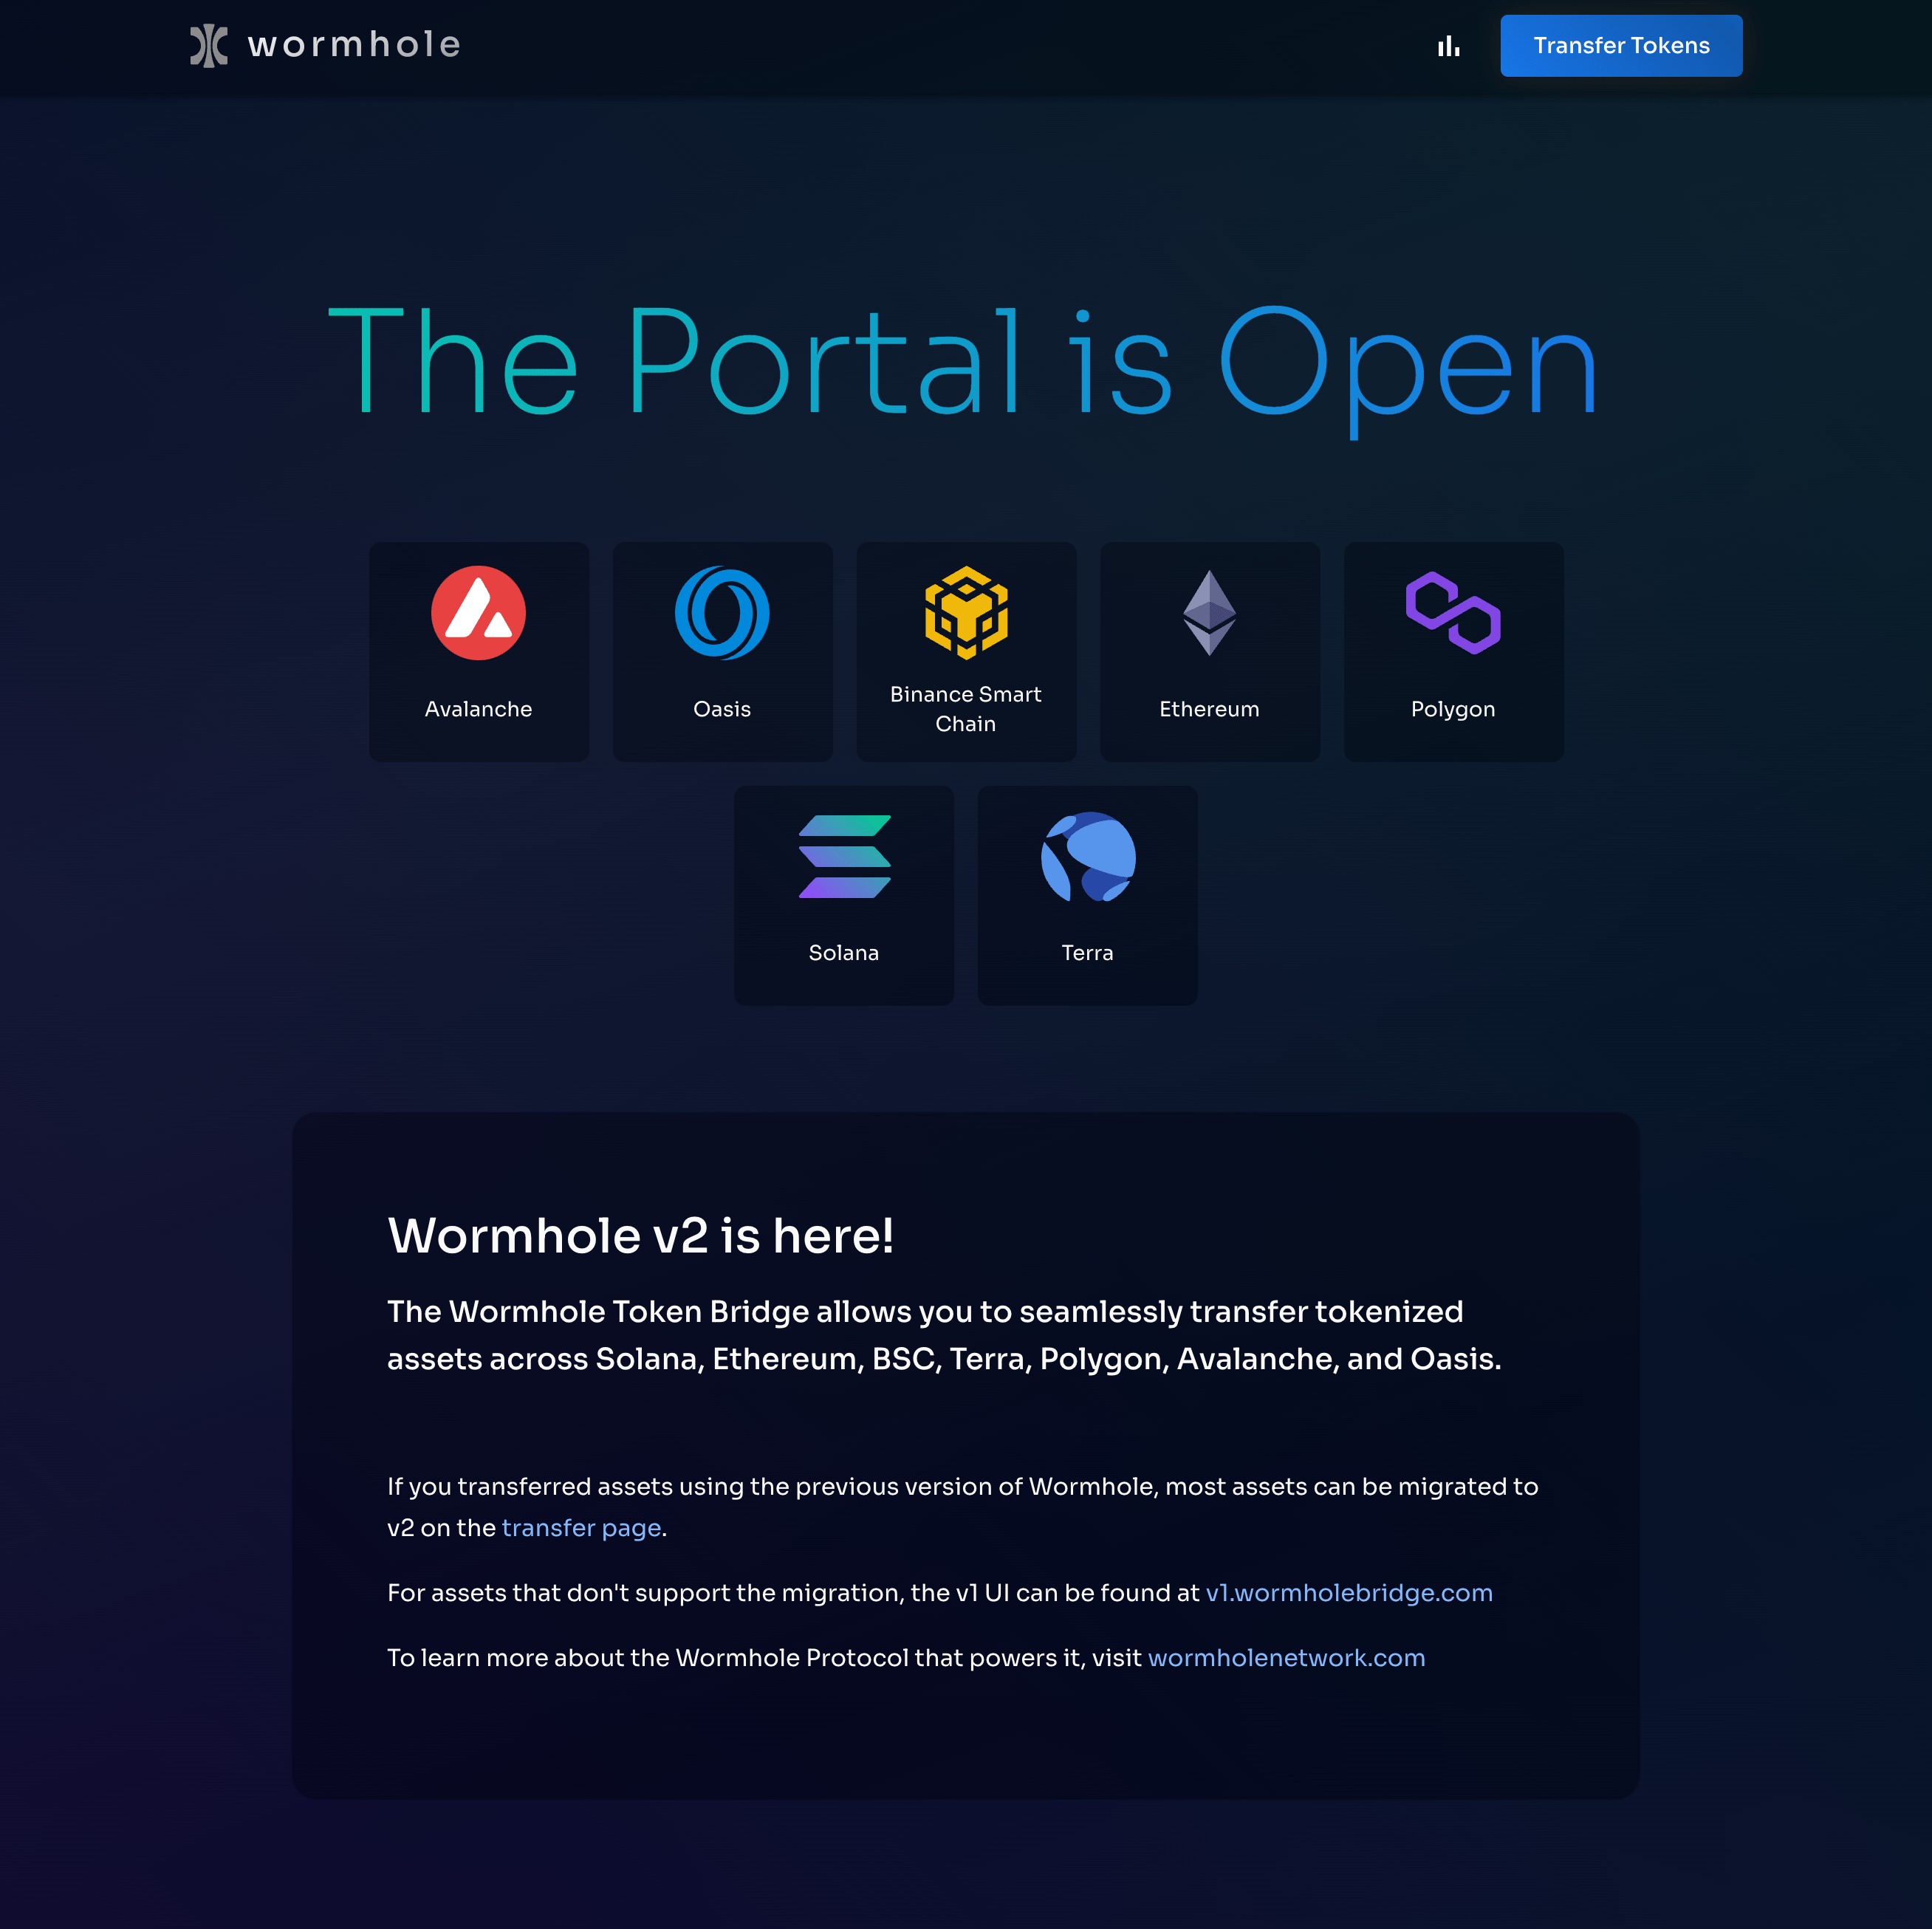 wormhole
Transfer Tokens
The Portal is Open
Avalanche
Oasis
Binance Smart
Chain
Ethereum
Polygon
Solana
Terra
Wormhole v2 is here!
The Wormhole Token Bridge allows you to seamlessly transfer tokenized
assets across Solana, Ethereum, BSC, Terra, Polygon, Avalanche, and Oasis.
If you transferred assets using the previous version of Wormhole, most assets can be migrated to
v2 on the transfer page.
For assets that don't support the migration, the v1 UI can be found at v1.wormholebridge.com
To learn more about the Wormhole Protocol that powers it, visit wormholenetwork.com